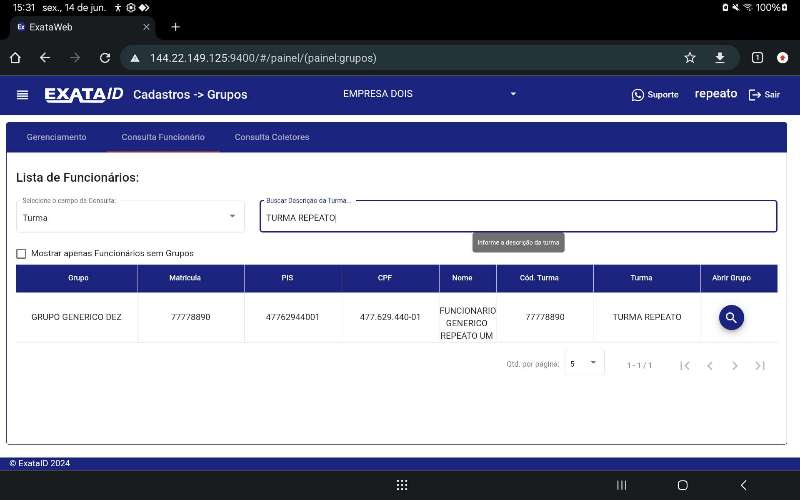 15:31 sex., 14 de jun.
100%
ExataWeb
144.22.149.125:9400/#/painel/(painel:grupos)
1
EXATAID Cadastros -> Grupos EMPRESA DOIS Suporte repeato Sair
Gerenciamento Consulta Funcionário Consulta Coletores
Lista de Funcionários:
Selecione o campo da Consulta:
Turma
Buscar Descrição da Turma...
TURMA REPEATO
Informe a descrição da turma
Mostrar apenas Funcionários sem Grupos
Grupo Matrícula PIS CPF Nome Cód. Turma Turma Abrir Grupo
GRUPO GENERICO DEZ 77778890 47762944001 477.629.440-01 FUNCIONARIO GENERICO REPEATO UM 77778890 TURMA REPEATO
Qtd. por página: 5 1 - 1 / 1
© ExataID 2024